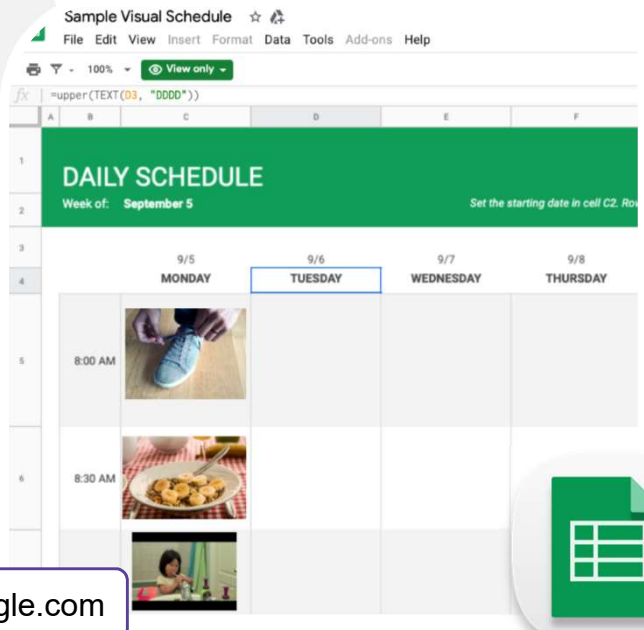 Sample Visual Schedule
File Edit View Insert Format Data Tools Add-ons Help
100% View only
fx =upper(TEXT(D3, "DDDD"))
A B C D E F
1
DAILY SCHEDULE
2 Week of: September 5 Set the starting date in cell C2. Row
3 9/5 9/6 9/7 9/8
4 MONDAY TUESDAY WEDNESDAY THURSDAY
5 8:00 AM
6 8:30 AM
gle.com